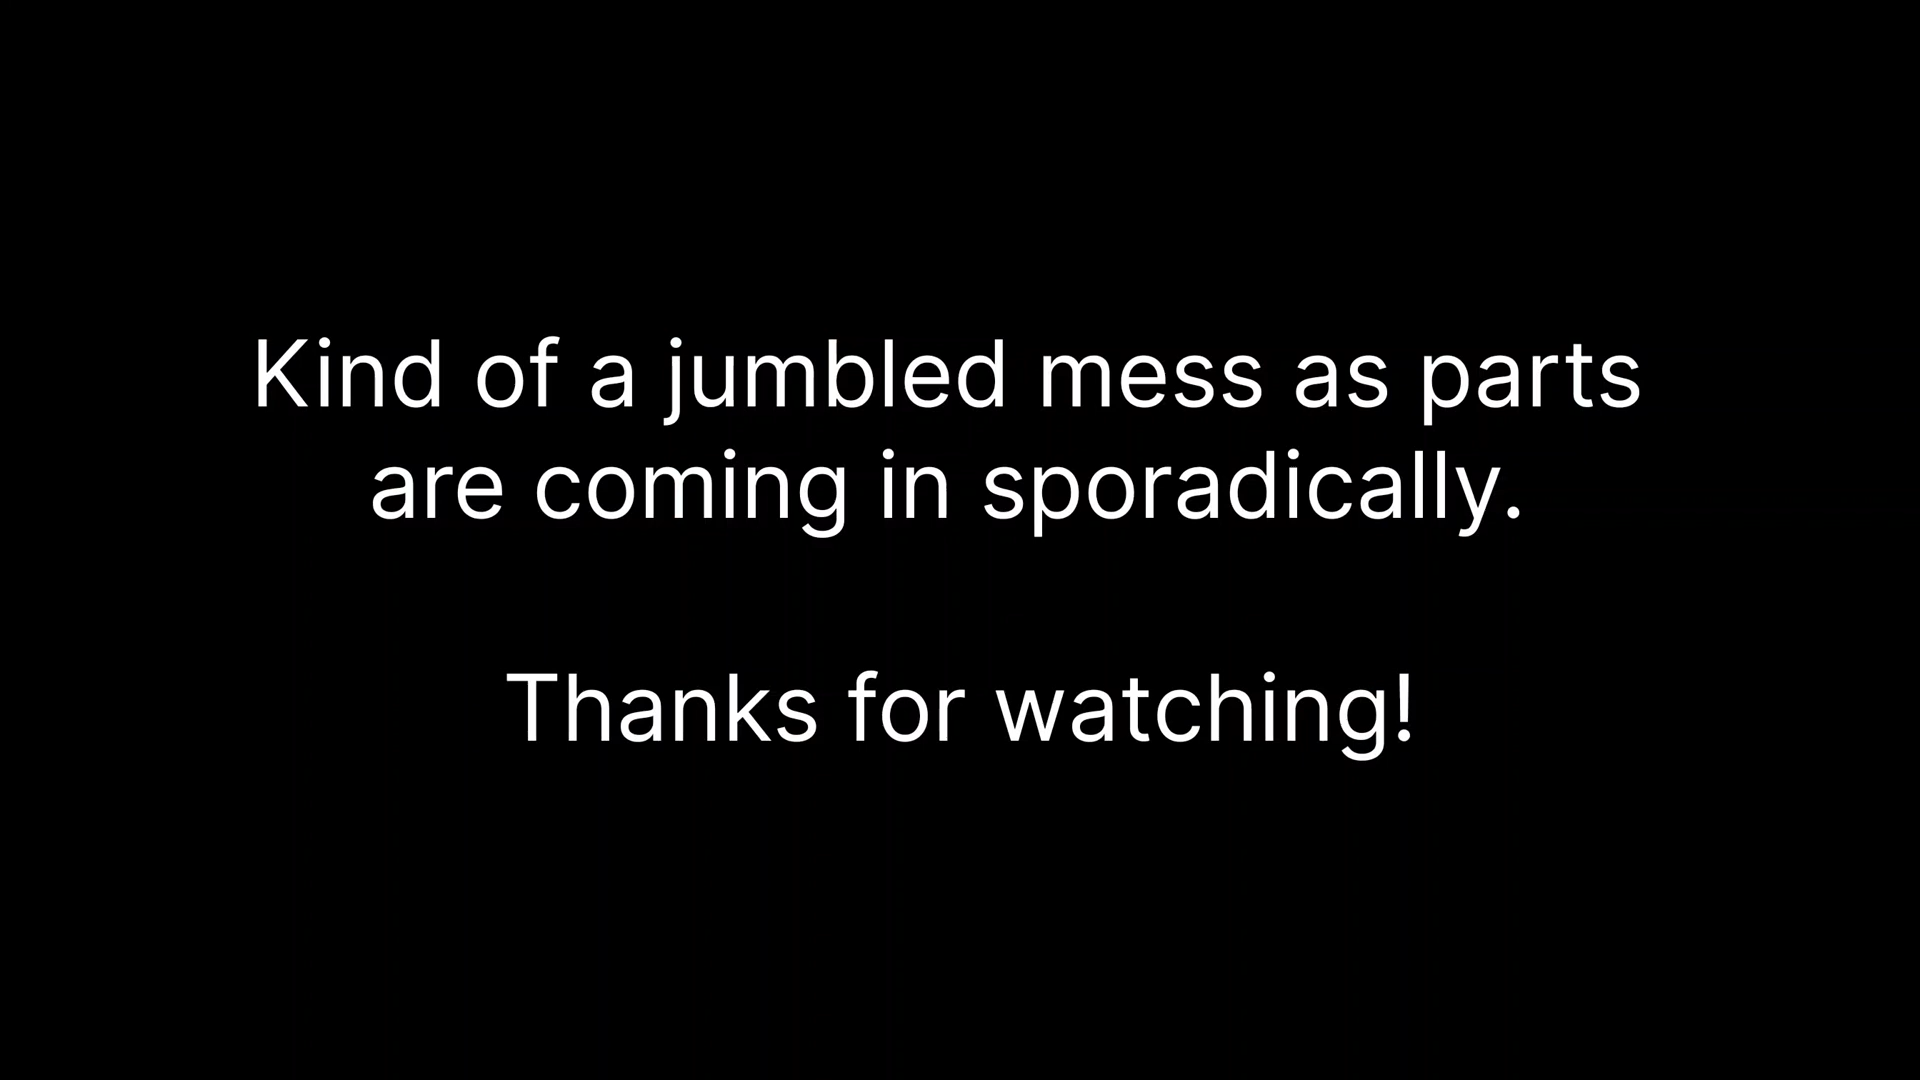 Kind of a jumbled mess as parts
are coming in sporadically.
Thanks for watching!